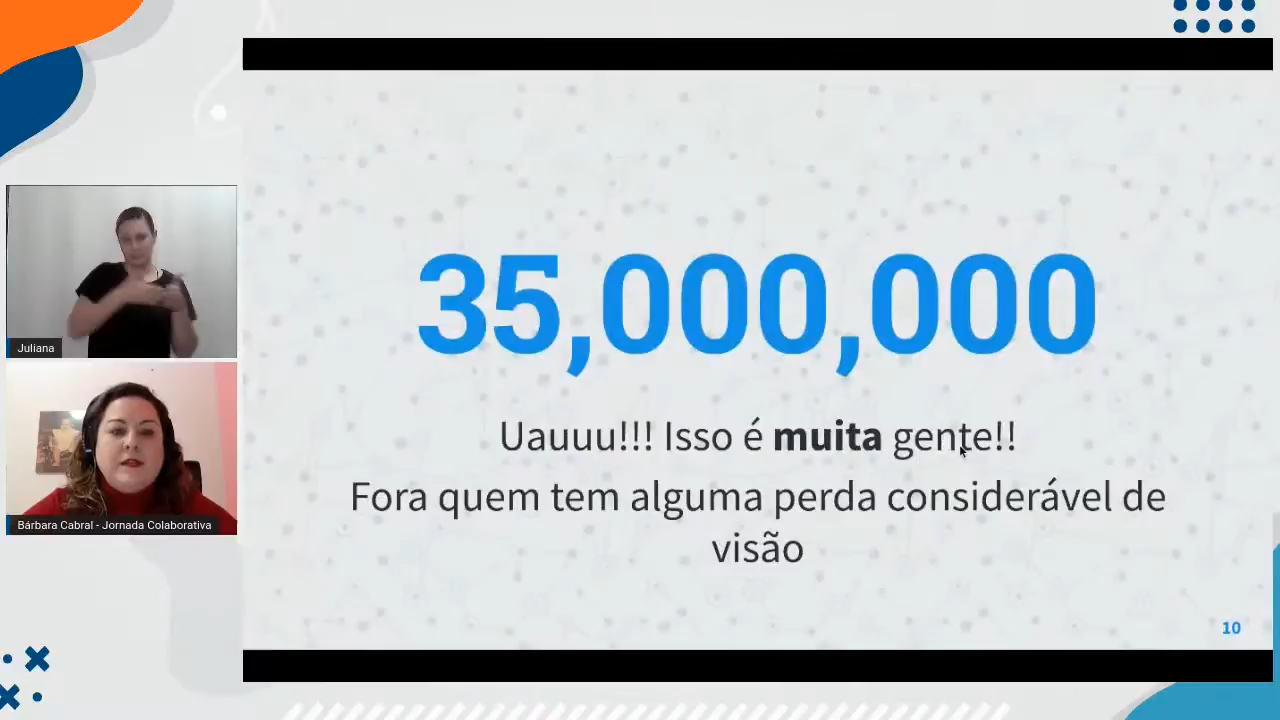 35,000,000
Uauuu!!! Isso é muita gente!!
Fora quem tem alguma perda considerável de
visão
10
Juliana
Bárbara Cabral - Jornada Colaborativa